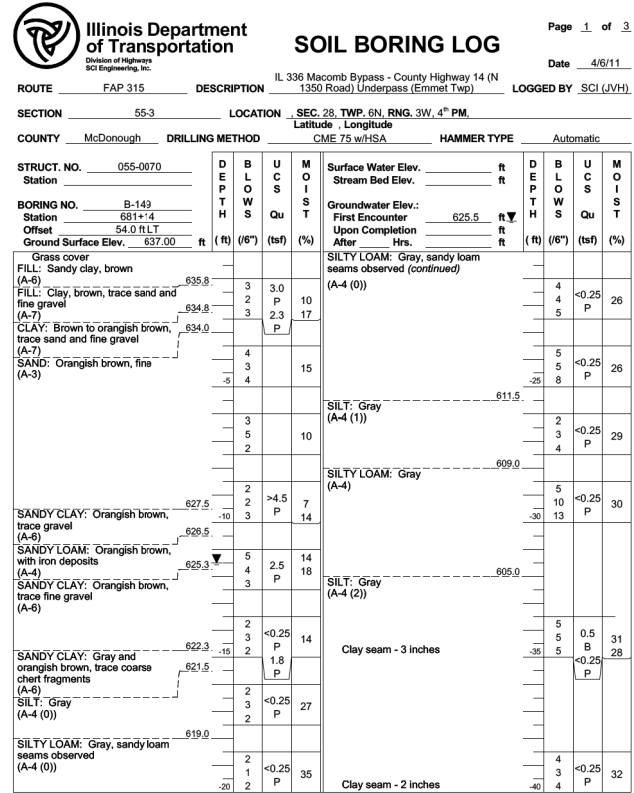 Illinois Department
of Transportation
Division of Highways
SCI Engineering, Inc.
SOIL BORING LOG
Page 1 of 3
Date 4/6/11
ROUTE FAP 315 DESCRIPTION IL 336 Macomb Bypass - County Highway 14 (N
1350 Road) Underpass (Emmet Twp) LOGGED BY SCI (JVH)
SECTION 55-3 LOCATION , SEC. 28, TWP. 6N, RNG. 3W, 4th PM,
Latitude , Longitude
COUNTY McDonough DRILLING METHOD CME 75 w/HSA HAMMER TYPE Automatic
STRUCT. NO. 055-0070
Station
BORING NO. B-149
Station 681+14
Offset 54.0 ft LT
Ground Surface Elev. 637.00 ft
DEPTH (ft)
BLOWS (/6")
UCS Qu (tsf)
MOIST (%)
Surface Water Elev. ft
Stream Bed Elev. ft
Groundwater Elev.:
First Encounter 625.5 ft ▼
Upon Completion ft
After Hrs. ft
DEPTH (ft)
BLOWS (/6")
UCS Qu (tsf)
MOIST (%)
Grass cover
FILL: Sandy clay, brown
(A-6) 635.8
3 3.0
FILL: Clay, brown, trace sand and
fine gravel 2 P 10
(A-7) 634.8 3 2.3 17
P
CLAY: Brown to orangish brown, 634.0
trace sand and fine gravel
(A-7)
4
SAND: Orangish brown, fine 3 15
(A-3) -5 4
3
5 10
2
2 >4.5
627.5 2 P 7
SANDY CLAY: Orangish brown, -10 3 14
trace gravel
(A-6) 626.5
SANDY LOAM: Orangish brown, ▼ 5 14
with iron deposits
(A-4) 625.3 4 2.5 18
SANDY CLAY: Orangish brown, 3 P
trace fine gravel
(A-6)
2
3 <0.25 14
622.3 -15 2 P
SANDY CLAY: Gray and 1.8
orangish brown, trace coarse 621.5 P
chert fragments
(A-6) 2
SILT: Gray 3 <0.25 27
(A-4 (0)) 2 P
619.0
SILTY LOAM: Gray, sandy loam
seams observed 2
(A-4 (0)) 1 <0.25 35
-20 2 P
SILTY LOAM: Gray, sandy loam
seams observed (continued)
(A-4 (0)) 4
4 <0.25 26
5 P
5
5 <0.25 26
-25 8 P
611.5
SILT: Gray
(A-4 (1)) 2
3 <0.25 29
4 P
609.0
SILTY LOAM: Gray
(A-4) 5
10 <0.25 30
-30 13 P
605.0
SILT: Gray
(A-4 (2))
5
5 0.5 31
Clay seam - 3 inches -35 5 B 28
<0.25
P
4
3 <0.25 32
Clay seam - 2 inches -40 4 P